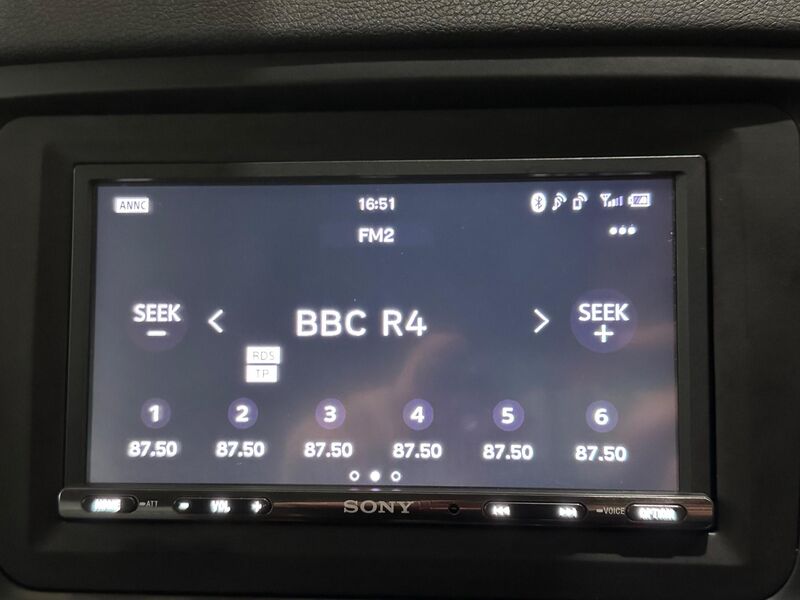 ANNC 16:51
FM2
SEEK - < BBC R4 > SEEK +
RDS
TP
1 2 3 4 5 6
87.50 87.50 87.50 87.50 87.50 87.50
HOME ATT - VOL + SONY VOICE OPTION